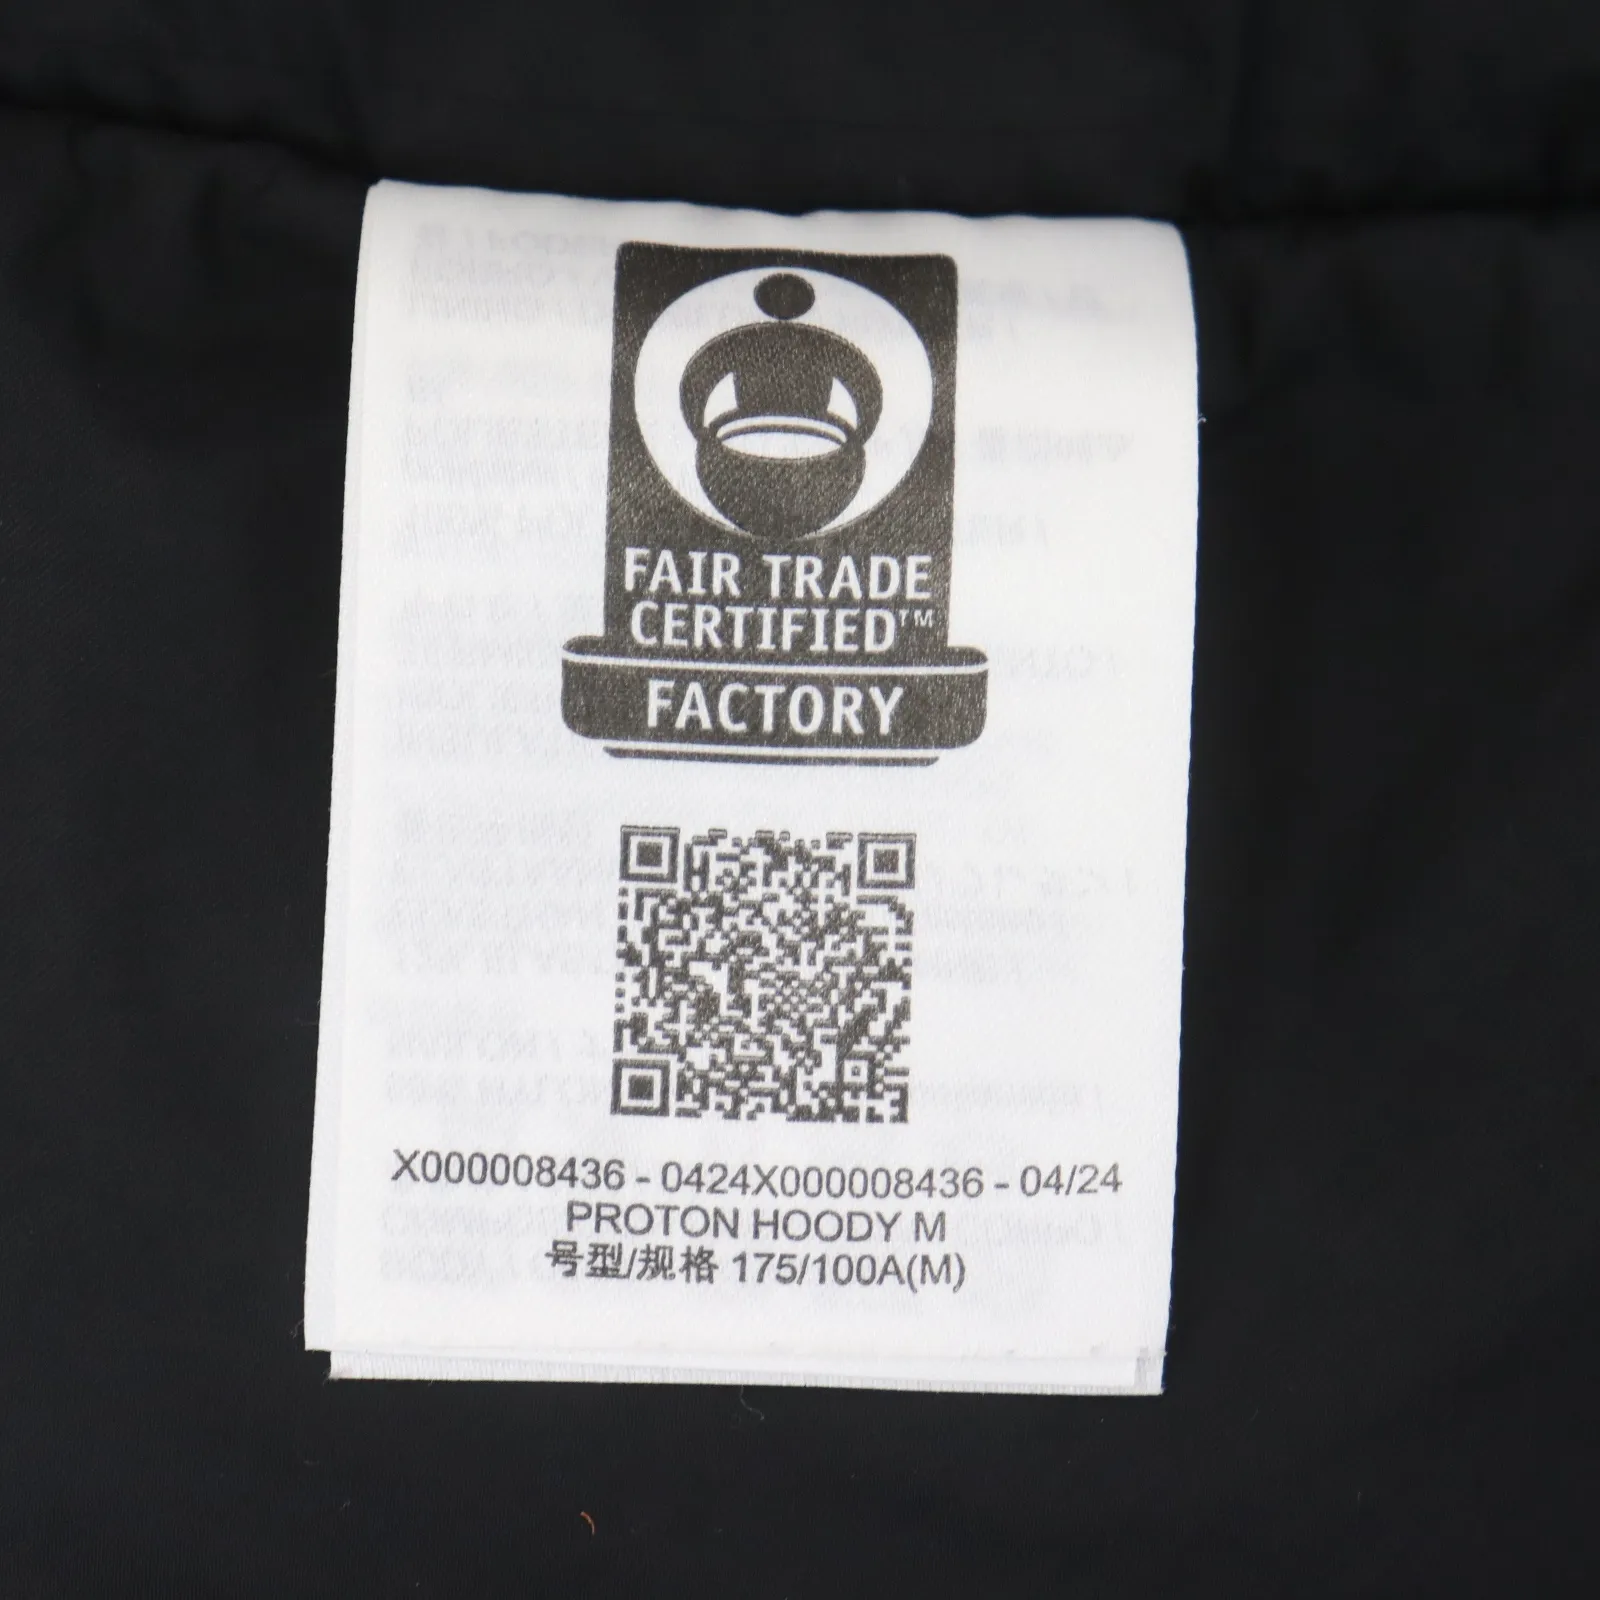 FAIR TRADE
CERTIFIED™
FACTORY
X000008436 - 0424X000008436 - 04/24
PROTON HOODY M
号型/规格 175/100A(M)